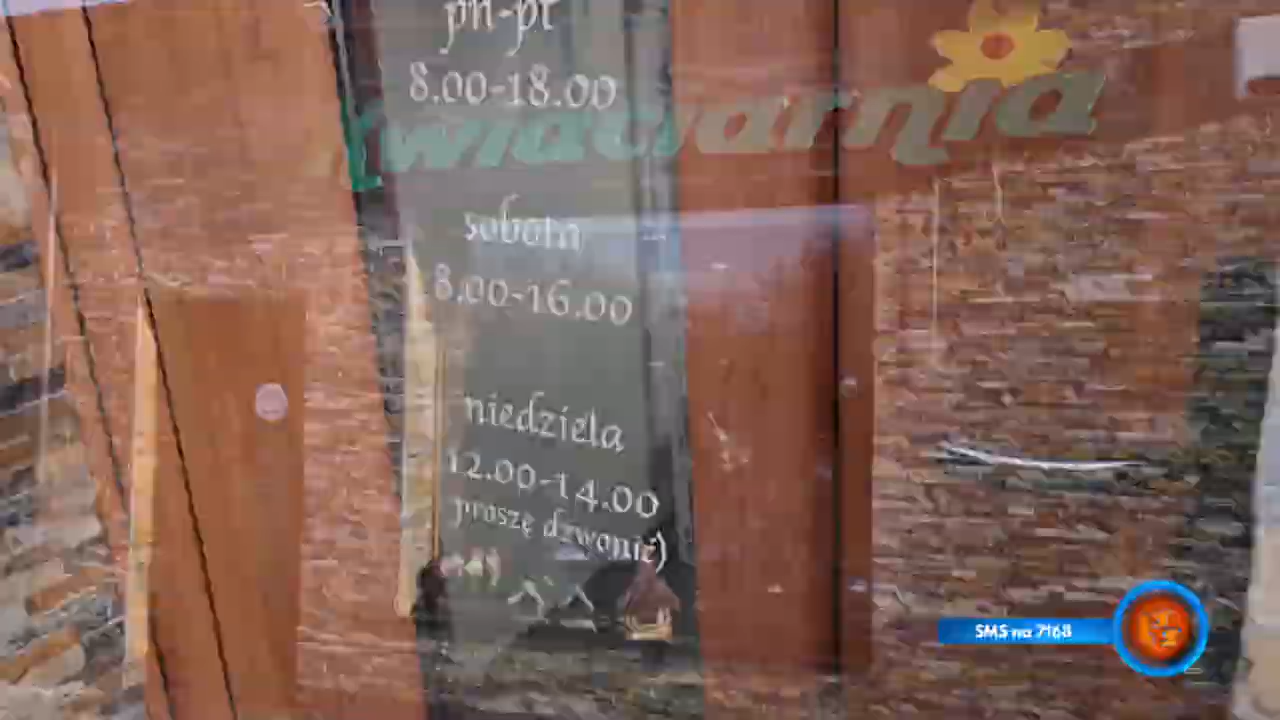 pn-pt
8.00-18.00
Kwiaciarnia
sobota
8.00-16.00
niedziela
12.00-14.00
proszę dzwonić)
SMS na 7168